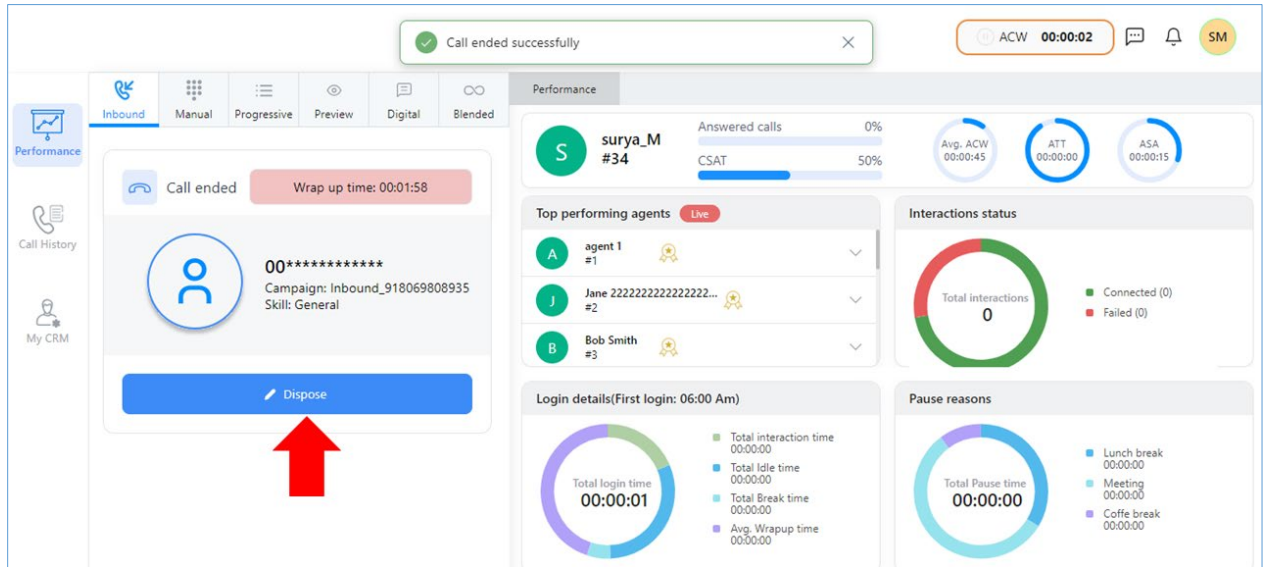 Call ended successfully
ACW 00:00:02
SM
Performance
Call History
My CRM
Inbound
Manual
Progressive
Preview
Digital
Blended
Call ended
Wrap up time: 00:01:58
00************
Campaign: Inbound_918069808935
Skill: General
Dispose
Performance
S
surya_M
#34
Answered calls 0%
CSAT 50%
Avg. ACW
00:00:45
ATT
00:00:00
ASA
00:00:15
Top performing agents Live
A
agent 1
#1
J
Jane 2222222222222222...
#2
B
Bob Smith
#3
Interactions status
Total interactions
0
Connected (0)
Failed (0)
Login details(First login: 06:00 Am)
Total login time
00:00:01
Total interaction time
00:00:00
Total Idle time
00:00:00
Total Break time
00:00:00
Avg. Wrapup time
00:00:00
Pause reasons
Total Pause time
00:00:00
Lunch break
00:00:00
Meeting
00:00:00
Coffe break
00:00:00